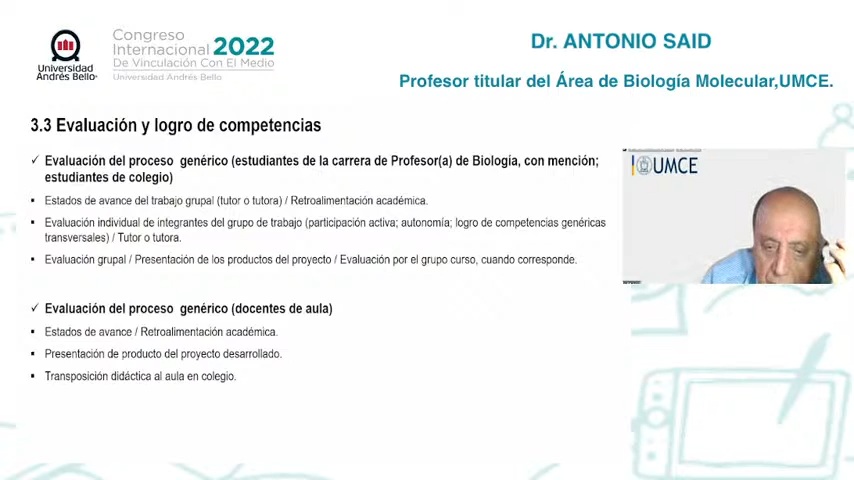 Universidad
Andrés Bello
Congreso
Internacional 2022
De Vinculación Con El Medio
Universidad Andrés Bello
Dr. ANTONIO SAID
Profesor titular del Área de Biología Molecular,UMCE.
3.3 Evaluación y logro de competencias
✓ Evaluación del proceso genérico (estudiantes de la carrera de Profesor(a) de Biología, con mención;
estudiantes de colegio)
▪ Estados de avance del trabajo grupal (tutor o tutora) / Retroalimentación académica.
▪ Evaluación individual de integrantes del grupo de trabajo (participación activa; autonomía; logro de competencias genéricas
transversales) / Tutor o tutora.
▪ Evaluación grupal / Presentación de los productos del proyecto / Evaluación por el grupo curso, cuando corresponde.
✓ Evaluación del proceso genérico (docentes de aula)
▪ Estados de avance / Retroalimentación académica.
▪ Presentación de producto del proyecto desarrollado.
▪ Transposición didáctica al aula en colegio.
UMCE